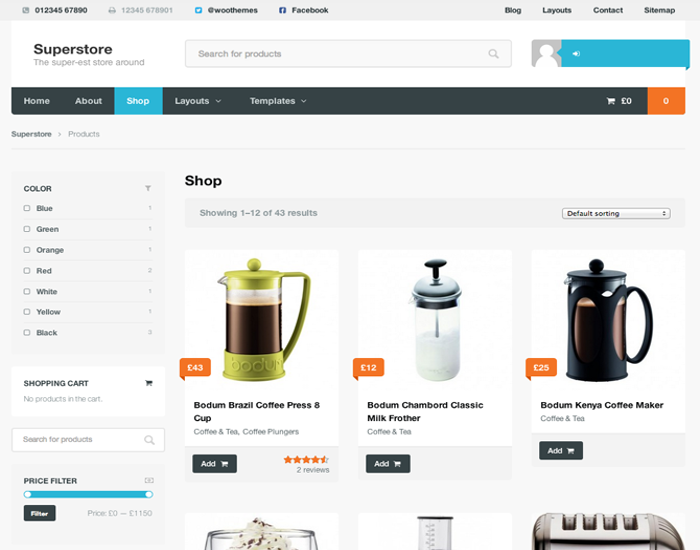 012345 67890 12345 678901 @woothemes Facebook Blog Layouts Contact Sitemap
Superstore
The super-est store around
Search for products
Home About Shop Layouts Templates £0 0
Superstore > Products
COLOR
Blue 1
Green 1
Orange 1
Red 2
White 1
Yellow 1
Black 3
SHOPPING CART
No products in the cart.
Search for products
PRICE FILTER
Filter Price: £0 — £1150
Shop
Showing 1–12 of 43 results Default sorting
£43
Bodum Brazil Coffee Press 8
Cup
Coffee & Tea, Coffee Plungers
Add
2 reviews
£12
Bodum Chambord Classic
Milk Frother
Coffee & Tea
Add
£25
Bodum Kenya Coffee Maker
Coffee & Tea
Add
bodum